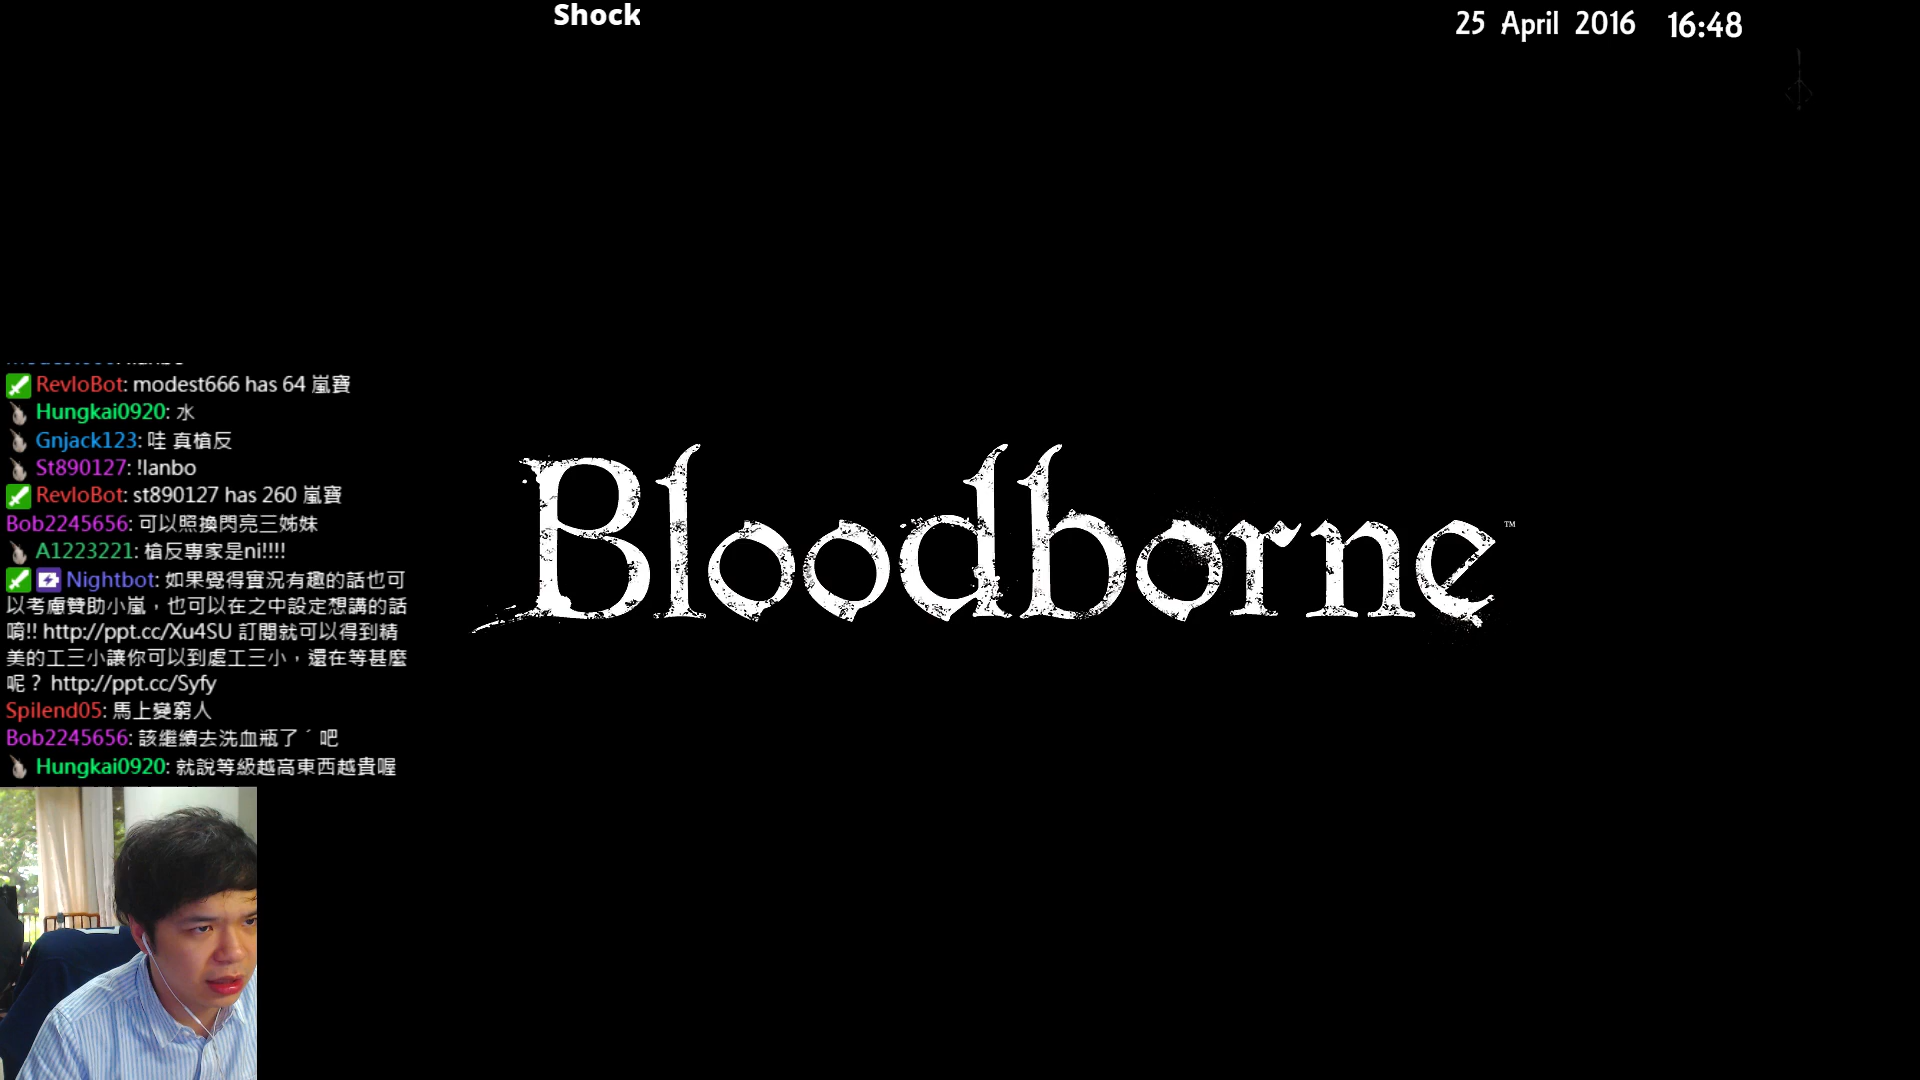 Shock
25 April 2016 16:48
RevloBot: modest666 has 64 嵐寶
Hungkai0920: 水
Gnjack123: 哇 真槍反
St890127: !lanbo
RevloBot: st890127 has 260 嵐寶
Bob2245656: 可以照換閃亮三姊妹
A1223221: 槍反專家是ni!!!!
Nightbot: 如果覺得實況有趣的話也可
以考慮贊助小嵐，也可以在之中設定想講的話
唷!! http://ppt.cc/Xu4SU 訂閱就可以得到精
美的工三小讓你可以到處工三小，還在等甚麼
呢？ http://ppt.cc/Syfy
Spilend05: 馬上變窮人
Bob2245656: 該繼續去洗血瓶了ˊ吧
Hungkai0920: 就說等級越高東西越貴喔
Bloodborne™